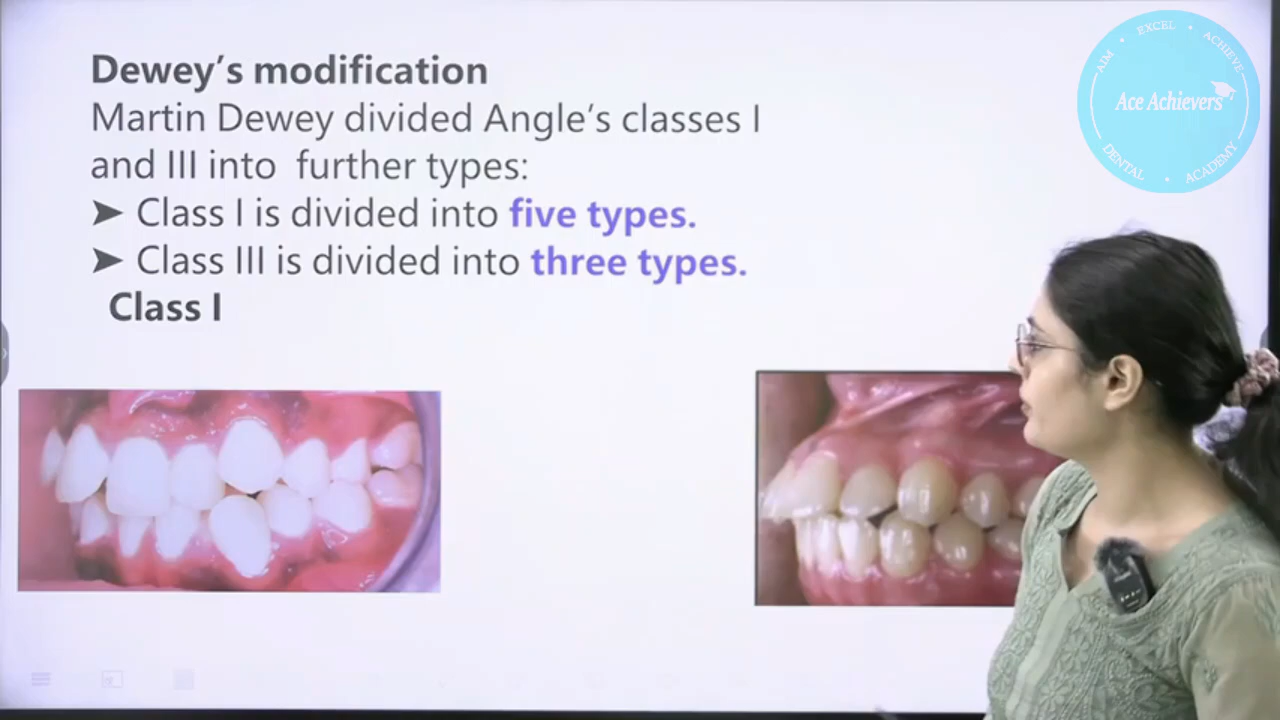 Dewey's modification
Martin Dewey divided Angle's classes I
and III into further types:
➤ Class I is divided into five types.
➤ Class III is divided into three types.
Class I
AIM • EXCEL • ACHIEVE
Ace Achievers
DENTAL • ACADEMY